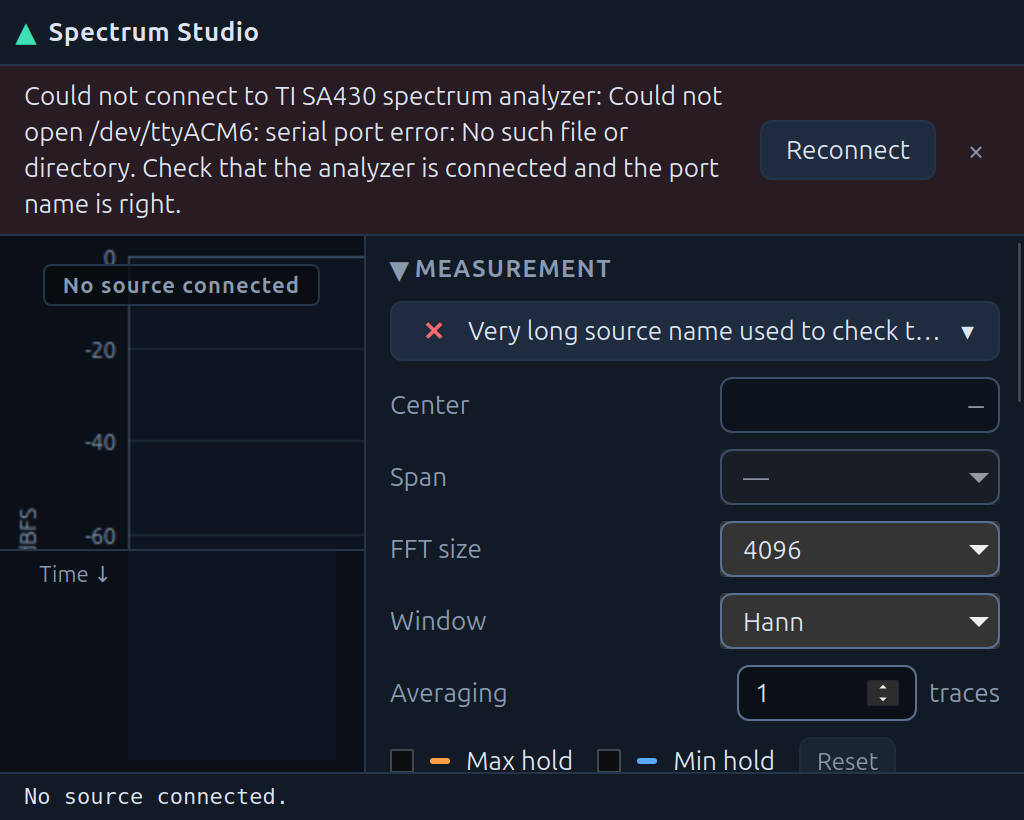 Spectrum Studio
Could not connect to TI SA430 spectrum analyzer: Could not
open /dev/ttyACM6: serial port error: No such file or
directory. Check that the analyzer is connected and the port
name is right.
Reconnect ×
0
No source connected
-20
-40
-60
Time ↓
▼ MEASUREMENT
Very long source name used to check t… ▼
Center –
Span —
FFT size 4096
Window Hann
Averaging 1 traces
Max hold Min hold Reset
No source connected.